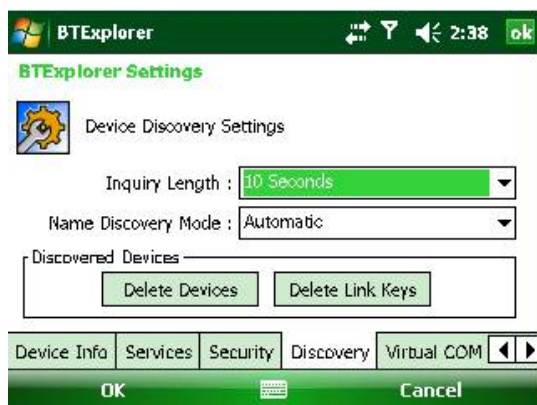 BTExplorer 2:38 ok
BTExplorer Settings
Device Discovery Settings
Inquiry Length : 10 Seconds
Name Discovery Mode : Automatic
Discovered Devices
Delete Devices Delete Link Keys
Device Info Services Security Discovery Virtual COM
OK Cancel